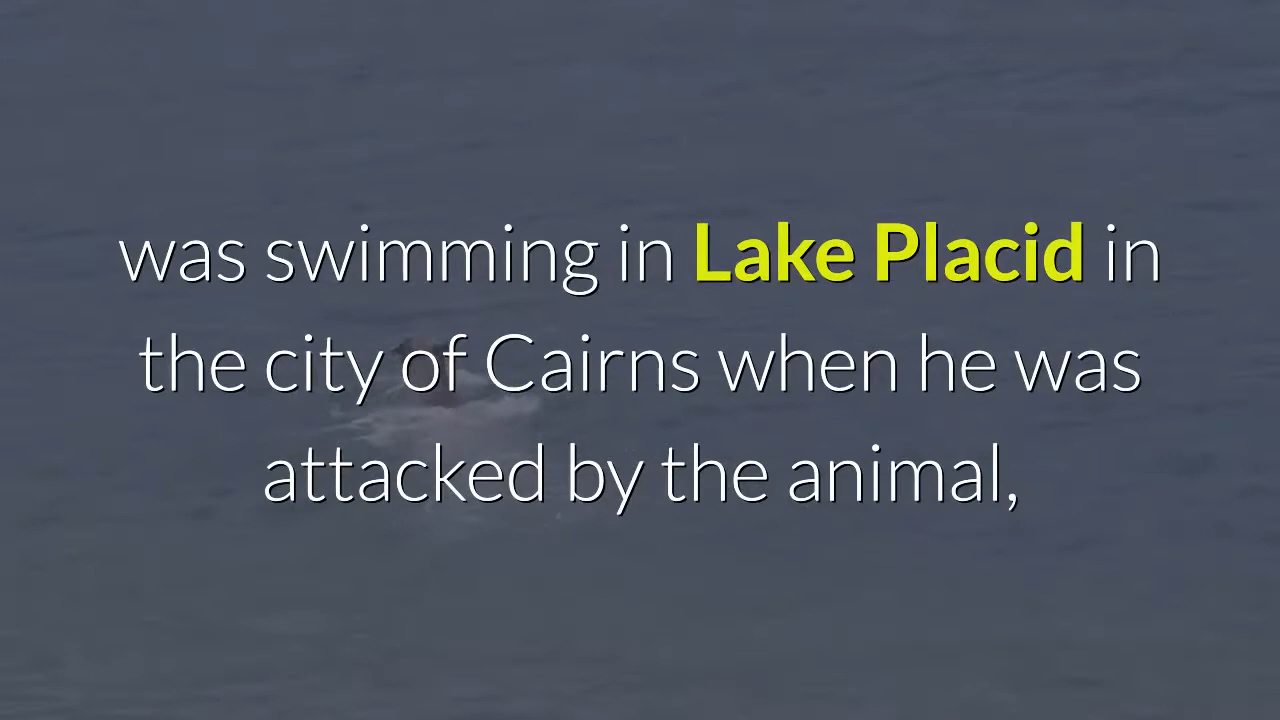 was swimming in Lake Placid in
the city of Cairns when he was
attacked by the animal,